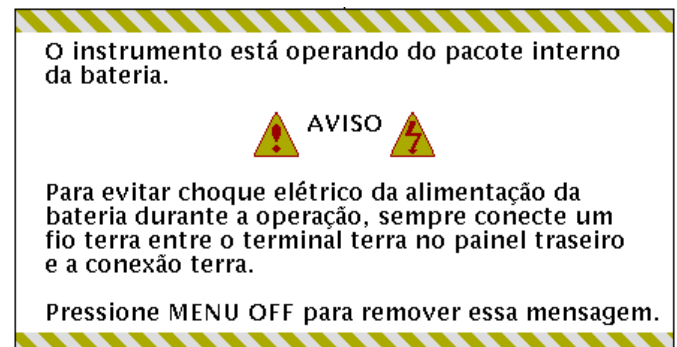 O instrumento está operando do pacote interno
da bateria.
AVISO
Para evitar choque elétrico da alimentação da
bateria durante a operação, sempre conecte um
fio terra entre o terminal terra no painel traseiro
e a conexão terra.
Pressione MENU OFF para remover essa mensagem.